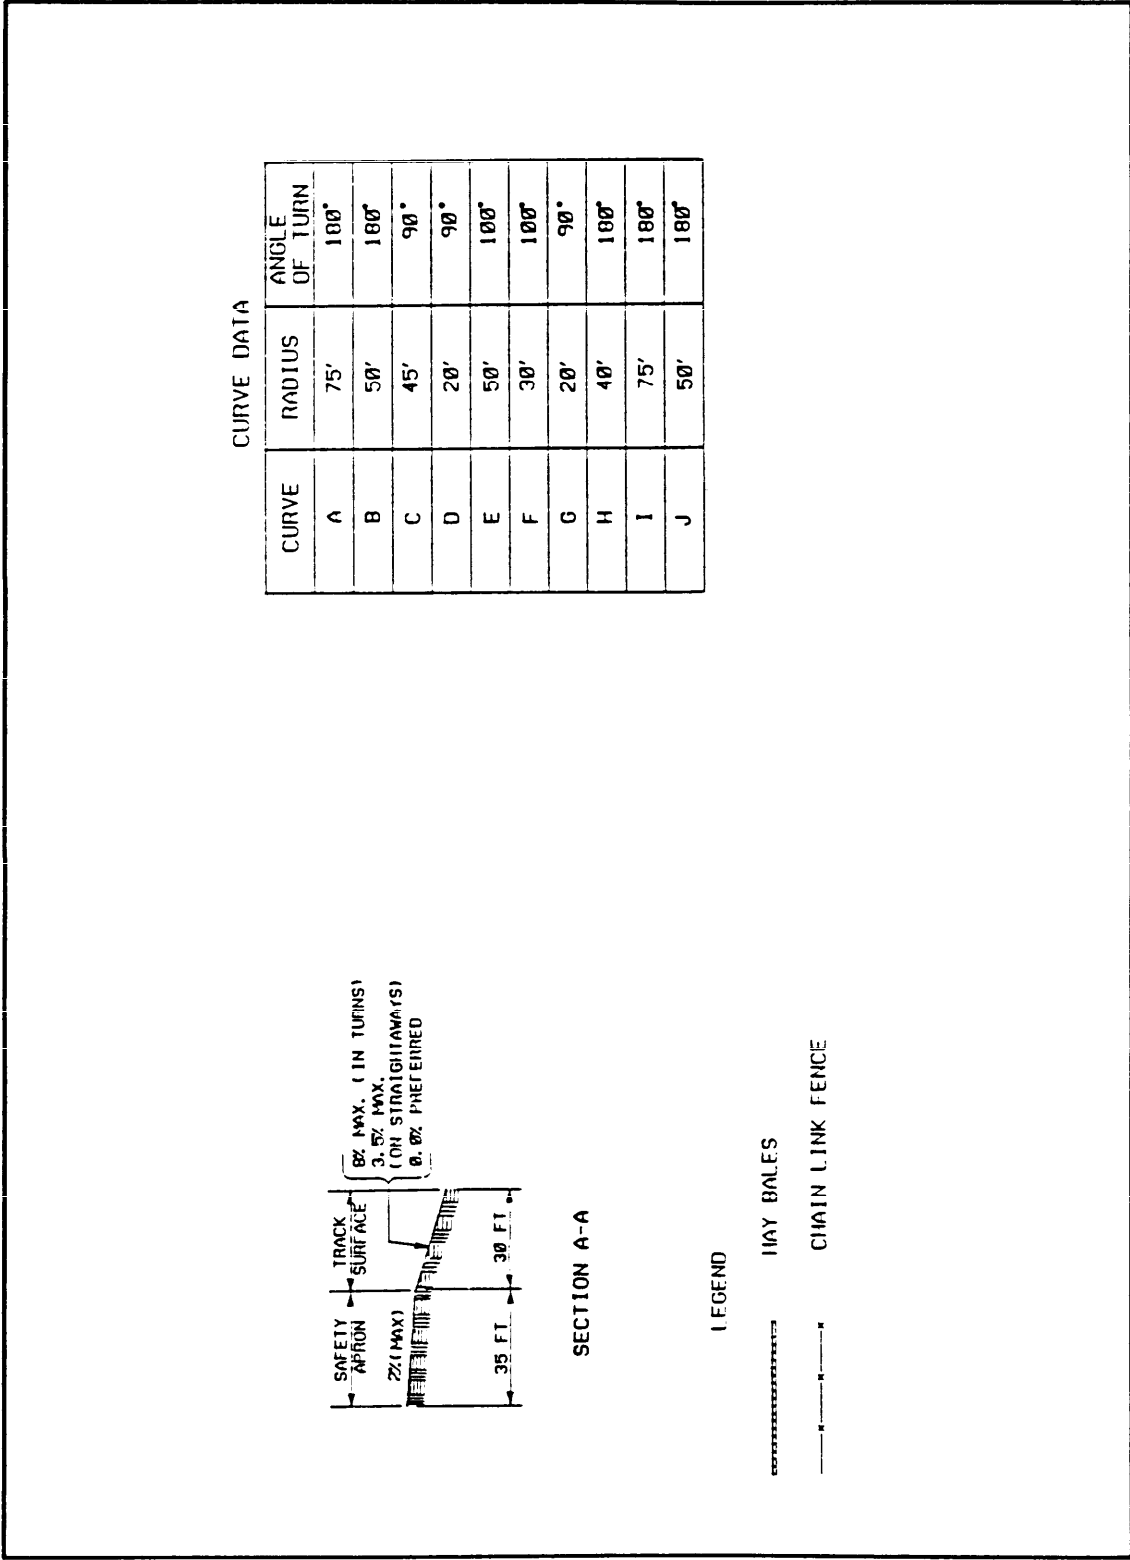 SAFETY
APRON
TRACK
SURFACE
8% MAX. (IN TURNS)
3.5% MAX.
(ON STRAIGHTAWAYS)
0.0% PREFERRED
2%(MAX)
35 FT
30 FT
SECTION A-A
LEGEND
HAY BALES
CHAIN LINK FENCE
CURVE DATA
CURVE RADIUS ANGLE OF TURN
A 75' 180°
B 50' 180°
C 45' 90°
D 20' 90°
E 50' 100°
F 30' 100°
G 20' 90°
H 40' 180°
I 75' 180°
J 50' 180°